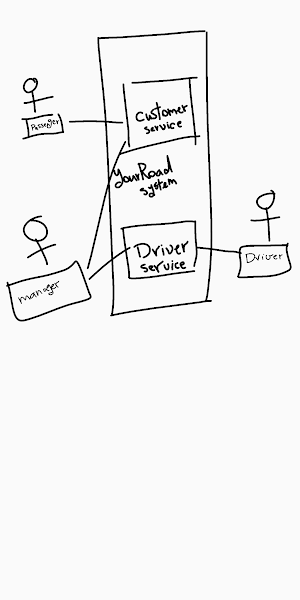 Passenger
Customer
service
YourRoad
system
manager
Driver
service
Driver